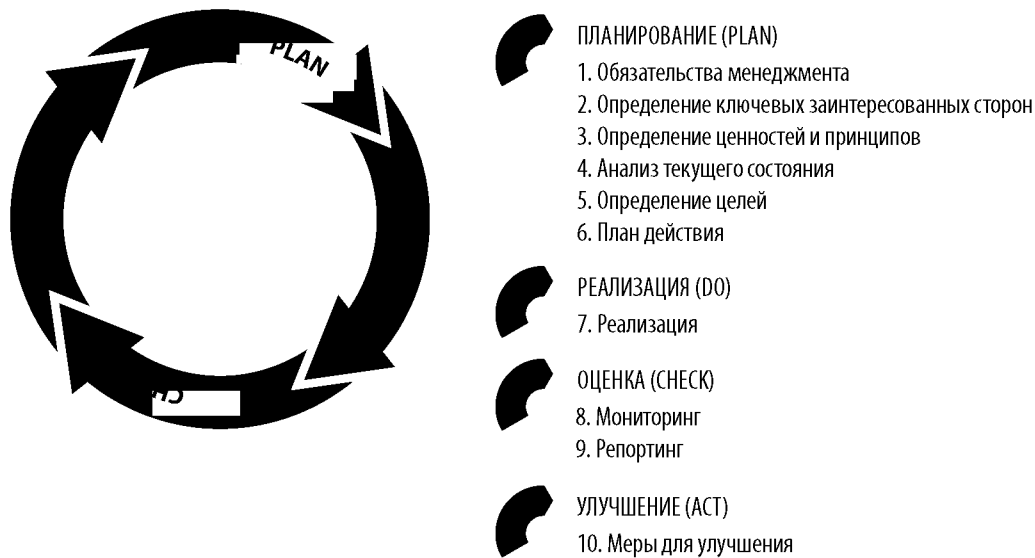 PLAN
ПЛАНИРОВАНИЕ (PLAN)
1. Обязательства менеджмента
2. Определение ключевых заинтересованных сторон
3. Определение ценностей и принципов
4. Анализ текущего состояния
5. Определение целей
6. План действия
РЕАЛИЗАЦИЯ (DO)
7. Реализация
ОЦЕНКА (CHECK)
8. Мониторинг
9. Репортинг
УЛУЧШЕНИЕ (ACT)
10. Меры для улучшения